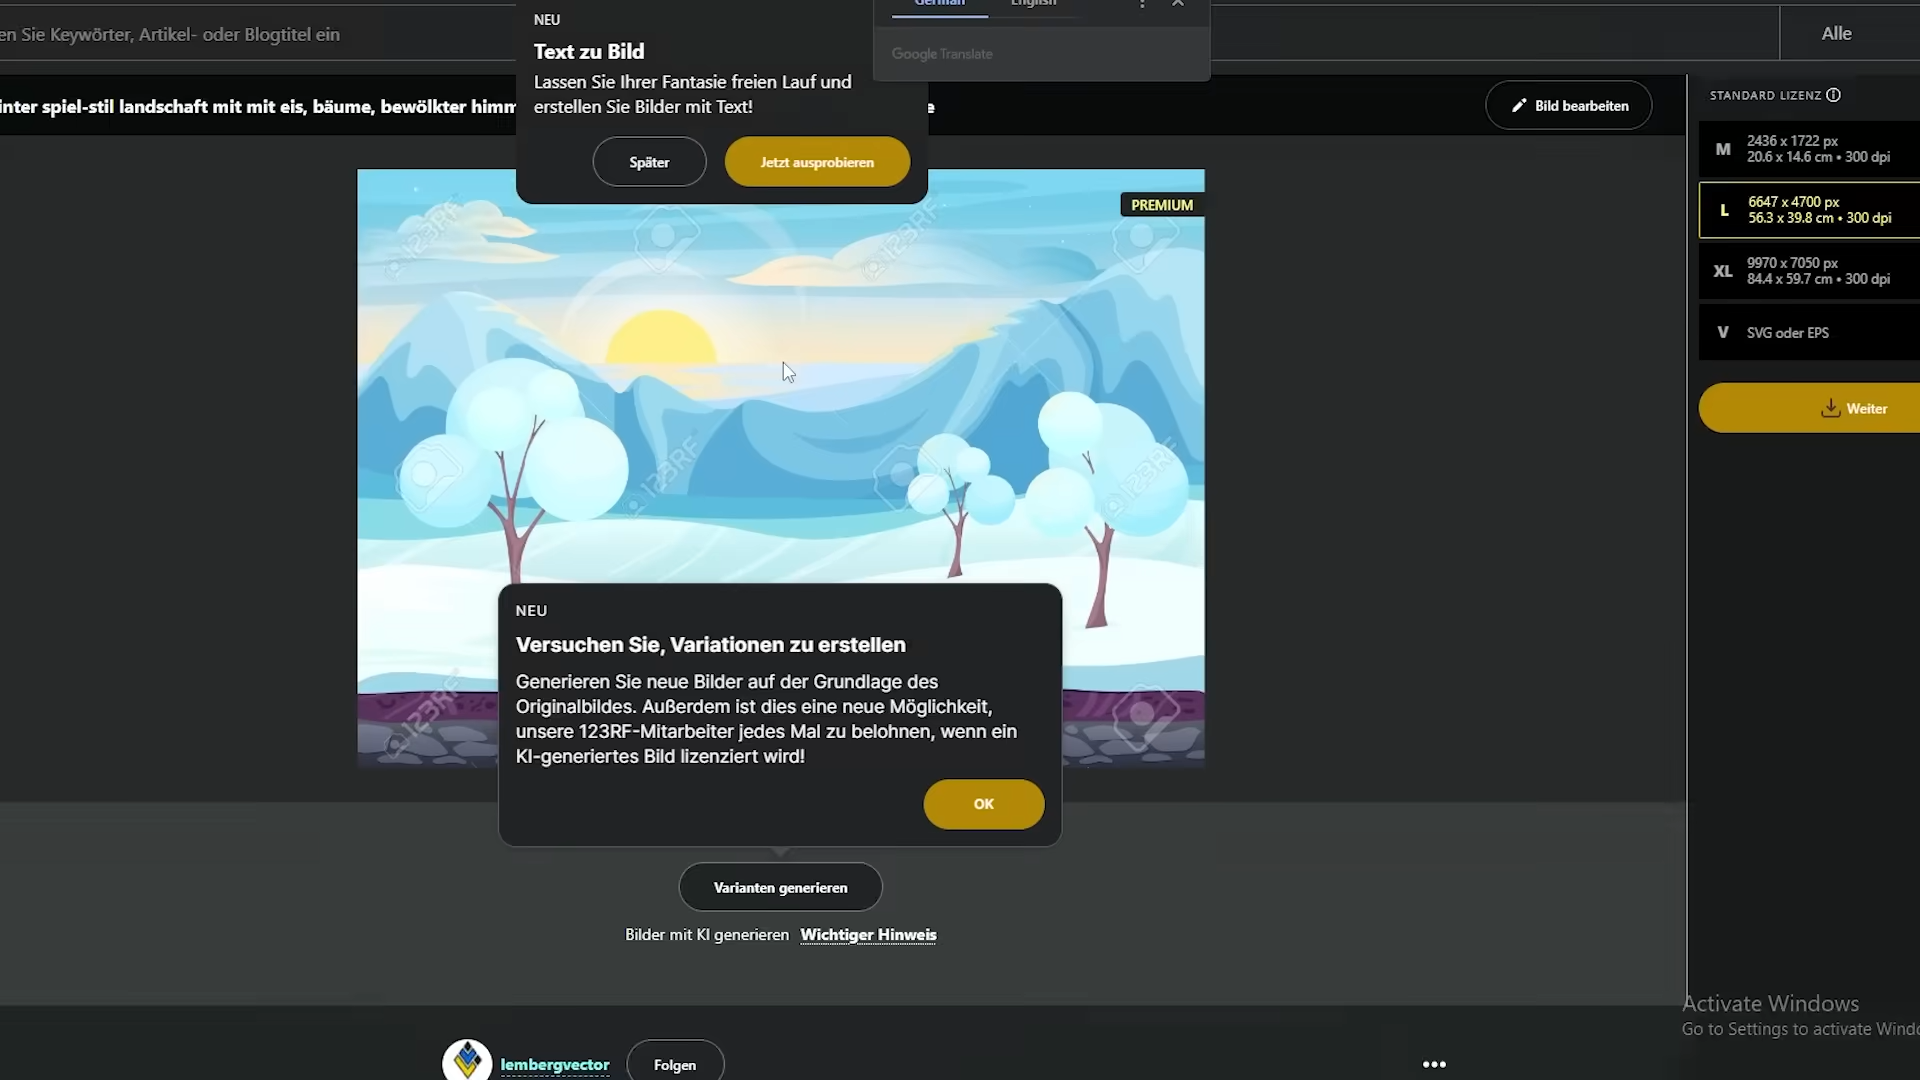 NEU
German English
Text zu Bild
en Sie Keywörter, Artikel- oder Blogtitel ein
Alle
Google Translate
Lassen Sie Ihrer Fantasie freien Lauf und
erstellen Sie Bilder mit Text!
inter spiel-stil landschaft mit mit eis, bäume, bewölkter himm
e
Bild bearbeiten
STANDARD LIZENZ
Später
Jetzt ausprobieren
M 2436 x 1722 px
20.6 x 14.6 cm • 300 dpi
PREMIUM
L 6647 x 4700 px
56.3 x 39.8 cm • 300 dpi
XL 9970 x 7050 px
84.4 x 59.7 cm • 300 dpi
V SVG oder EPS
Weiter
123RF
123RF
123RF
123RF
123RF
NEU
Versuchen Sie, Variationen zu erstellen
Generieren Sie neue Bilder auf der Grundlage des
Originalbildes. Außerdem ist dies eine neue Möglichkeit,
unsere 123RF-Mitarbeiter jedes Mal zu belohnen, wenn ein
KI-generiertes Bild lizenziert wird!
OK
Varianten generieren
Bilder mit KI generieren Wichtiger Hinweis
Activate Windows
Go to Settings to activate Windo
lembergvector
Folgen